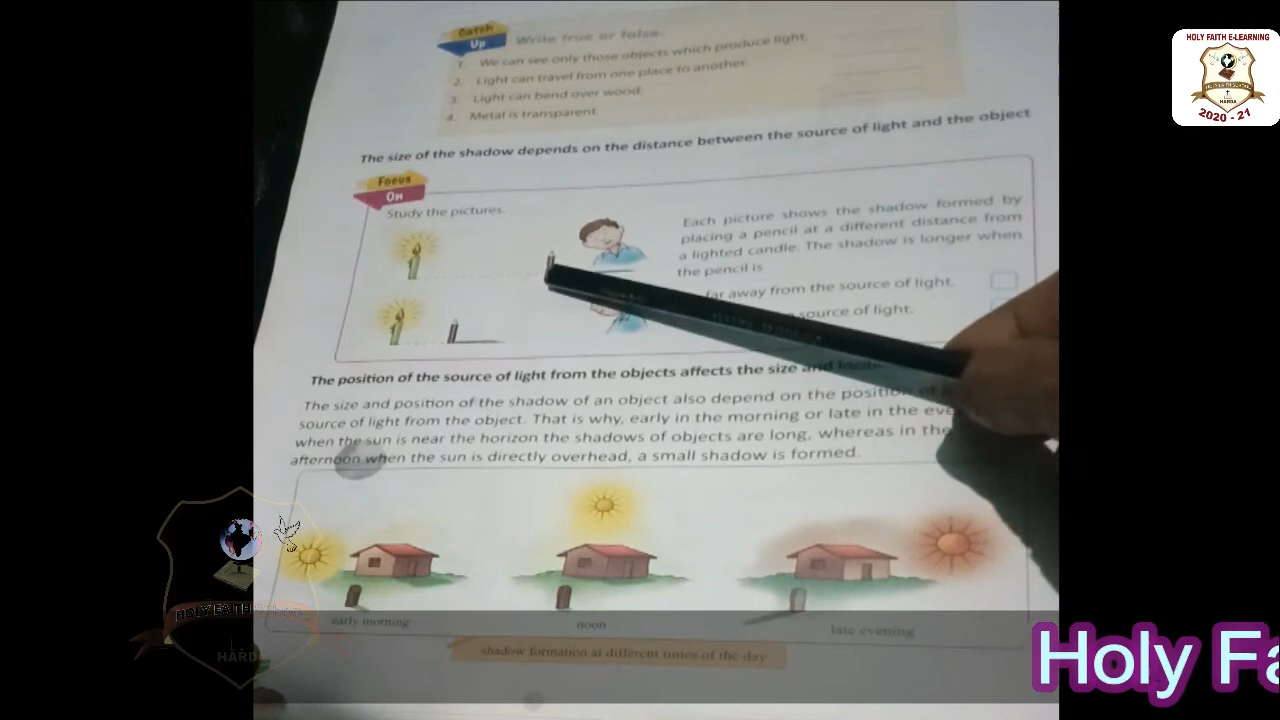 Catch
Up
Write true or false.
1. We can see only those objects which produce light.
2. Light can travel from one place to another.
3. Light can bend over wood.
4. Metal is transparent.
The size of the shadow depends on the distance between the source of light and the object
Focus
On
Study the pictures.
Each picture shows the shadow formed by
placing a pencil at a different distance from
a lighted candle. The shadow is longer when
the pencil is
far away from the source of light.
source of light.
The position of the source of light from the objects affects the size and
The size and position of the shadow of an object also depend on the position of
source of light from the object. That is why, early in the morning or late in the
when the sun is near the horizon the shadows of objects are long, whereas in the
afternoon when the sun is directly overhead, a small shadow is formed.
early morning
noon
late evening
shadow formation at different times of the day
HOLY FAITH E-LEARNING
HOLY FAITH SCHOOL
HARDA
2020 - 21
HOLY FAITH SCHOOL
HARDA
Holy Fa